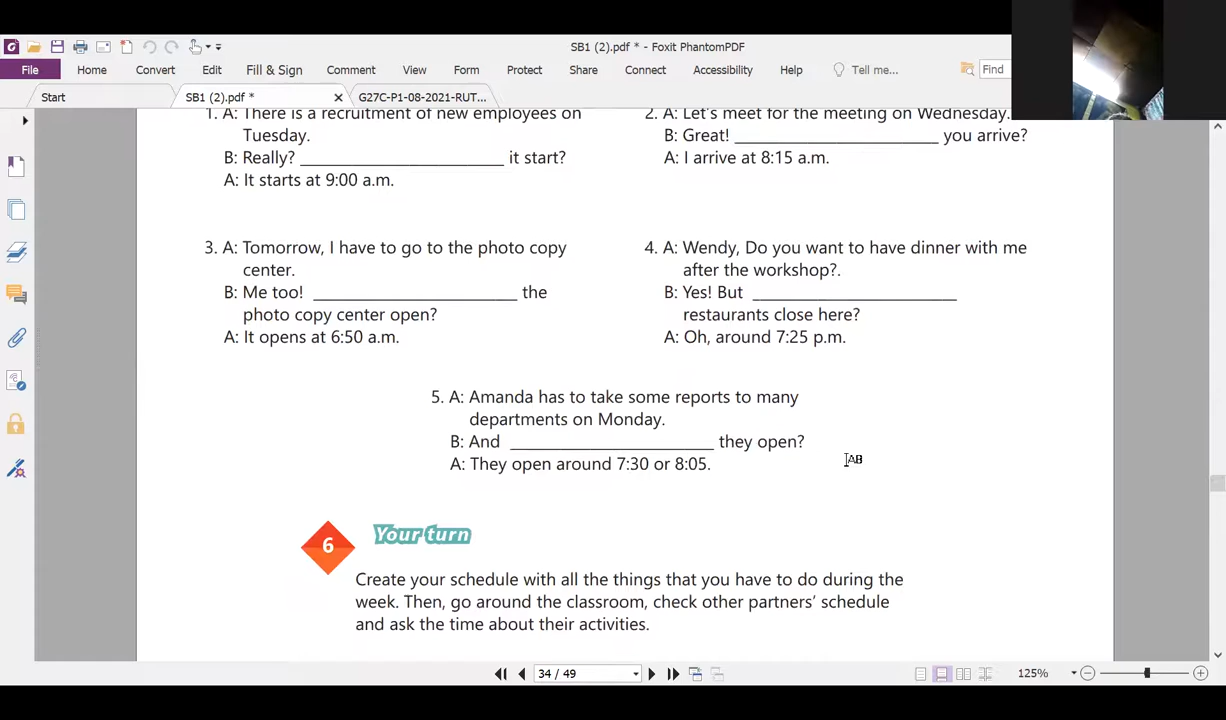 SB1 (2).pdf * - Foxit PhantomPDF
File Home Convert Edit Fill & Sign Comment View Form Protect Share Connect Accessibility Help Tell me... Find
Start SB1 (2).pdf * G27C-P1-08-2021-RUT...
1. A: There is a recruitment of new employees on
Tuesday.
B: Really? ______________________ it start?
A: It starts at 9:00 a.m.
2. A: Let's meet for the meeting on Wednesday.
B: Great! ______________________ you arrive?
A: I arrive at 8:15 a.m.
3. A: Tomorrow, I have to go to the photo copy
center.
B: Me too! ______________________ the
photo copy center open?
A: It opens at 6:50 a.m.
4. A: Wendy, Do you want to have dinner with me
after the workshop?.
B: Yes! But ______________________
restaurants close here?
A: Oh, around 7:25 p.m.
5. A: Amanda has to take some reports to many
departments on Monday.
B: And ______________________ they open?
A: They open around 7:30 or 8:05.
AB
6 Your turn
Create your schedule with all the things that you have to do during the
week. Then, go around the classroom, check other partners' schedule
and ask the time about their activities.
34 / 49
125%